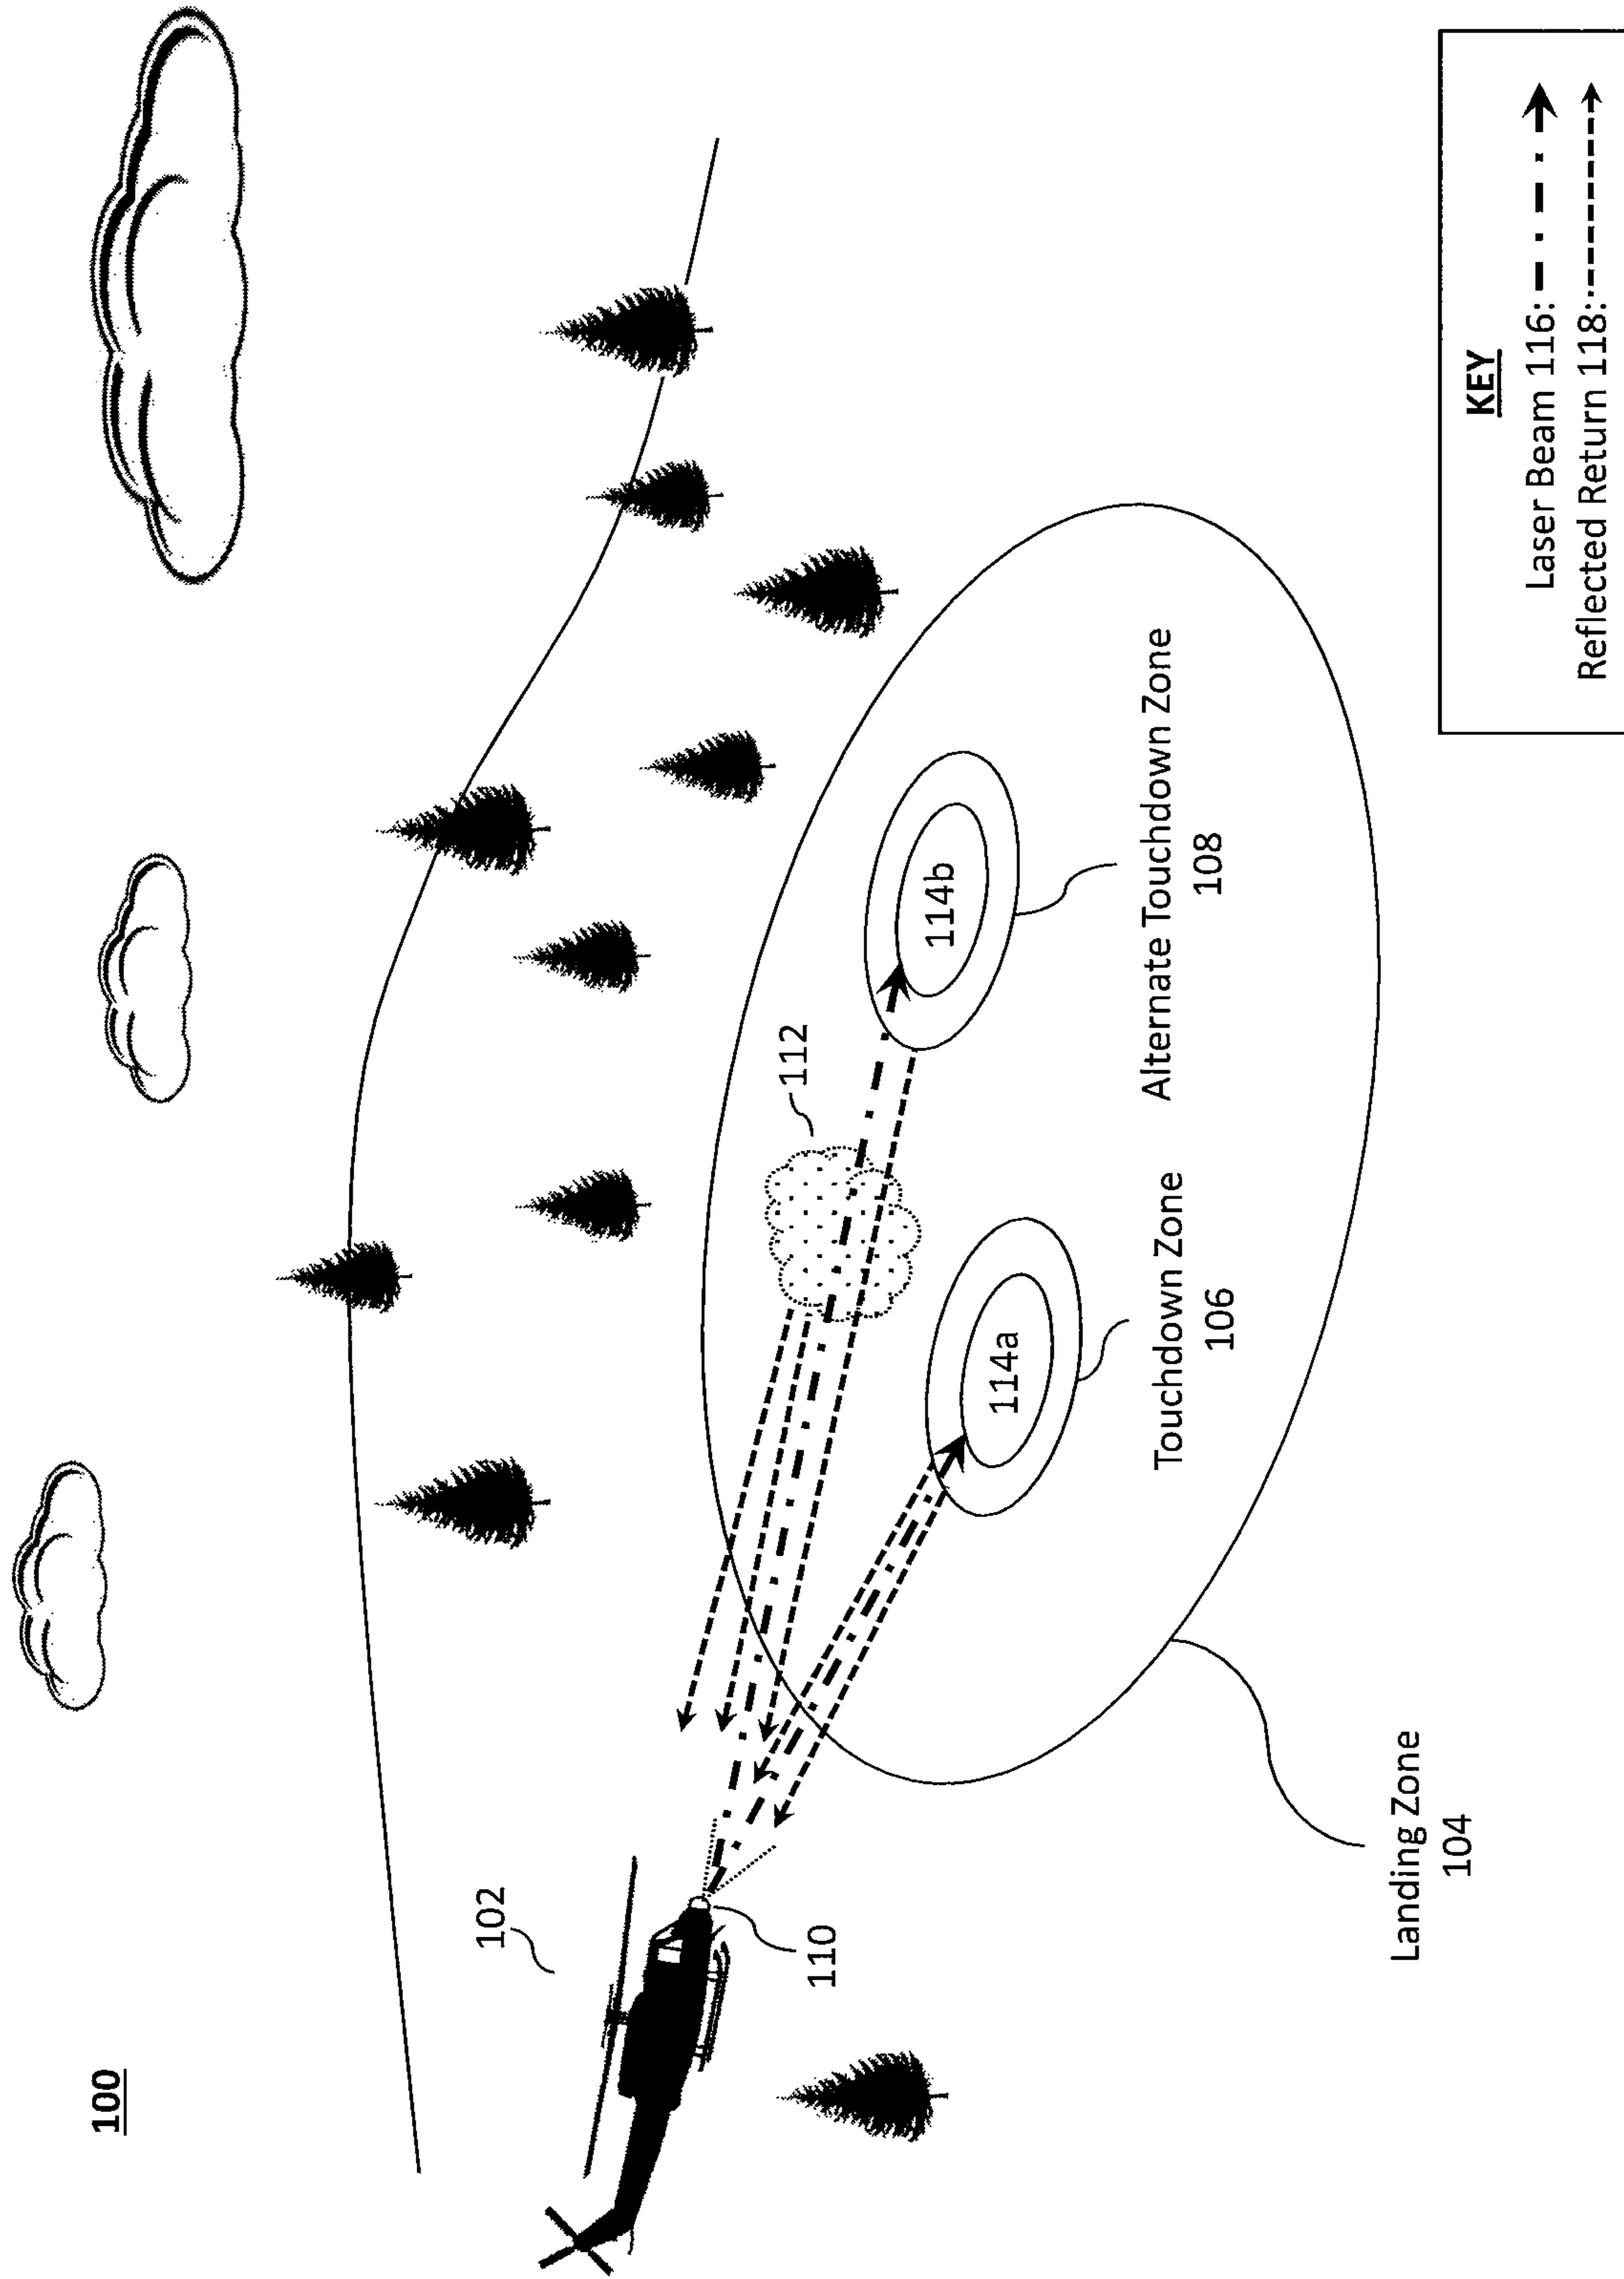 100
102
110
112
114b
114a
Alternate Touchdown Zone
108
Touchdown Zone
106
Landing Zone
104
KEY
Laser Beam 116:
Reflected Return 118: